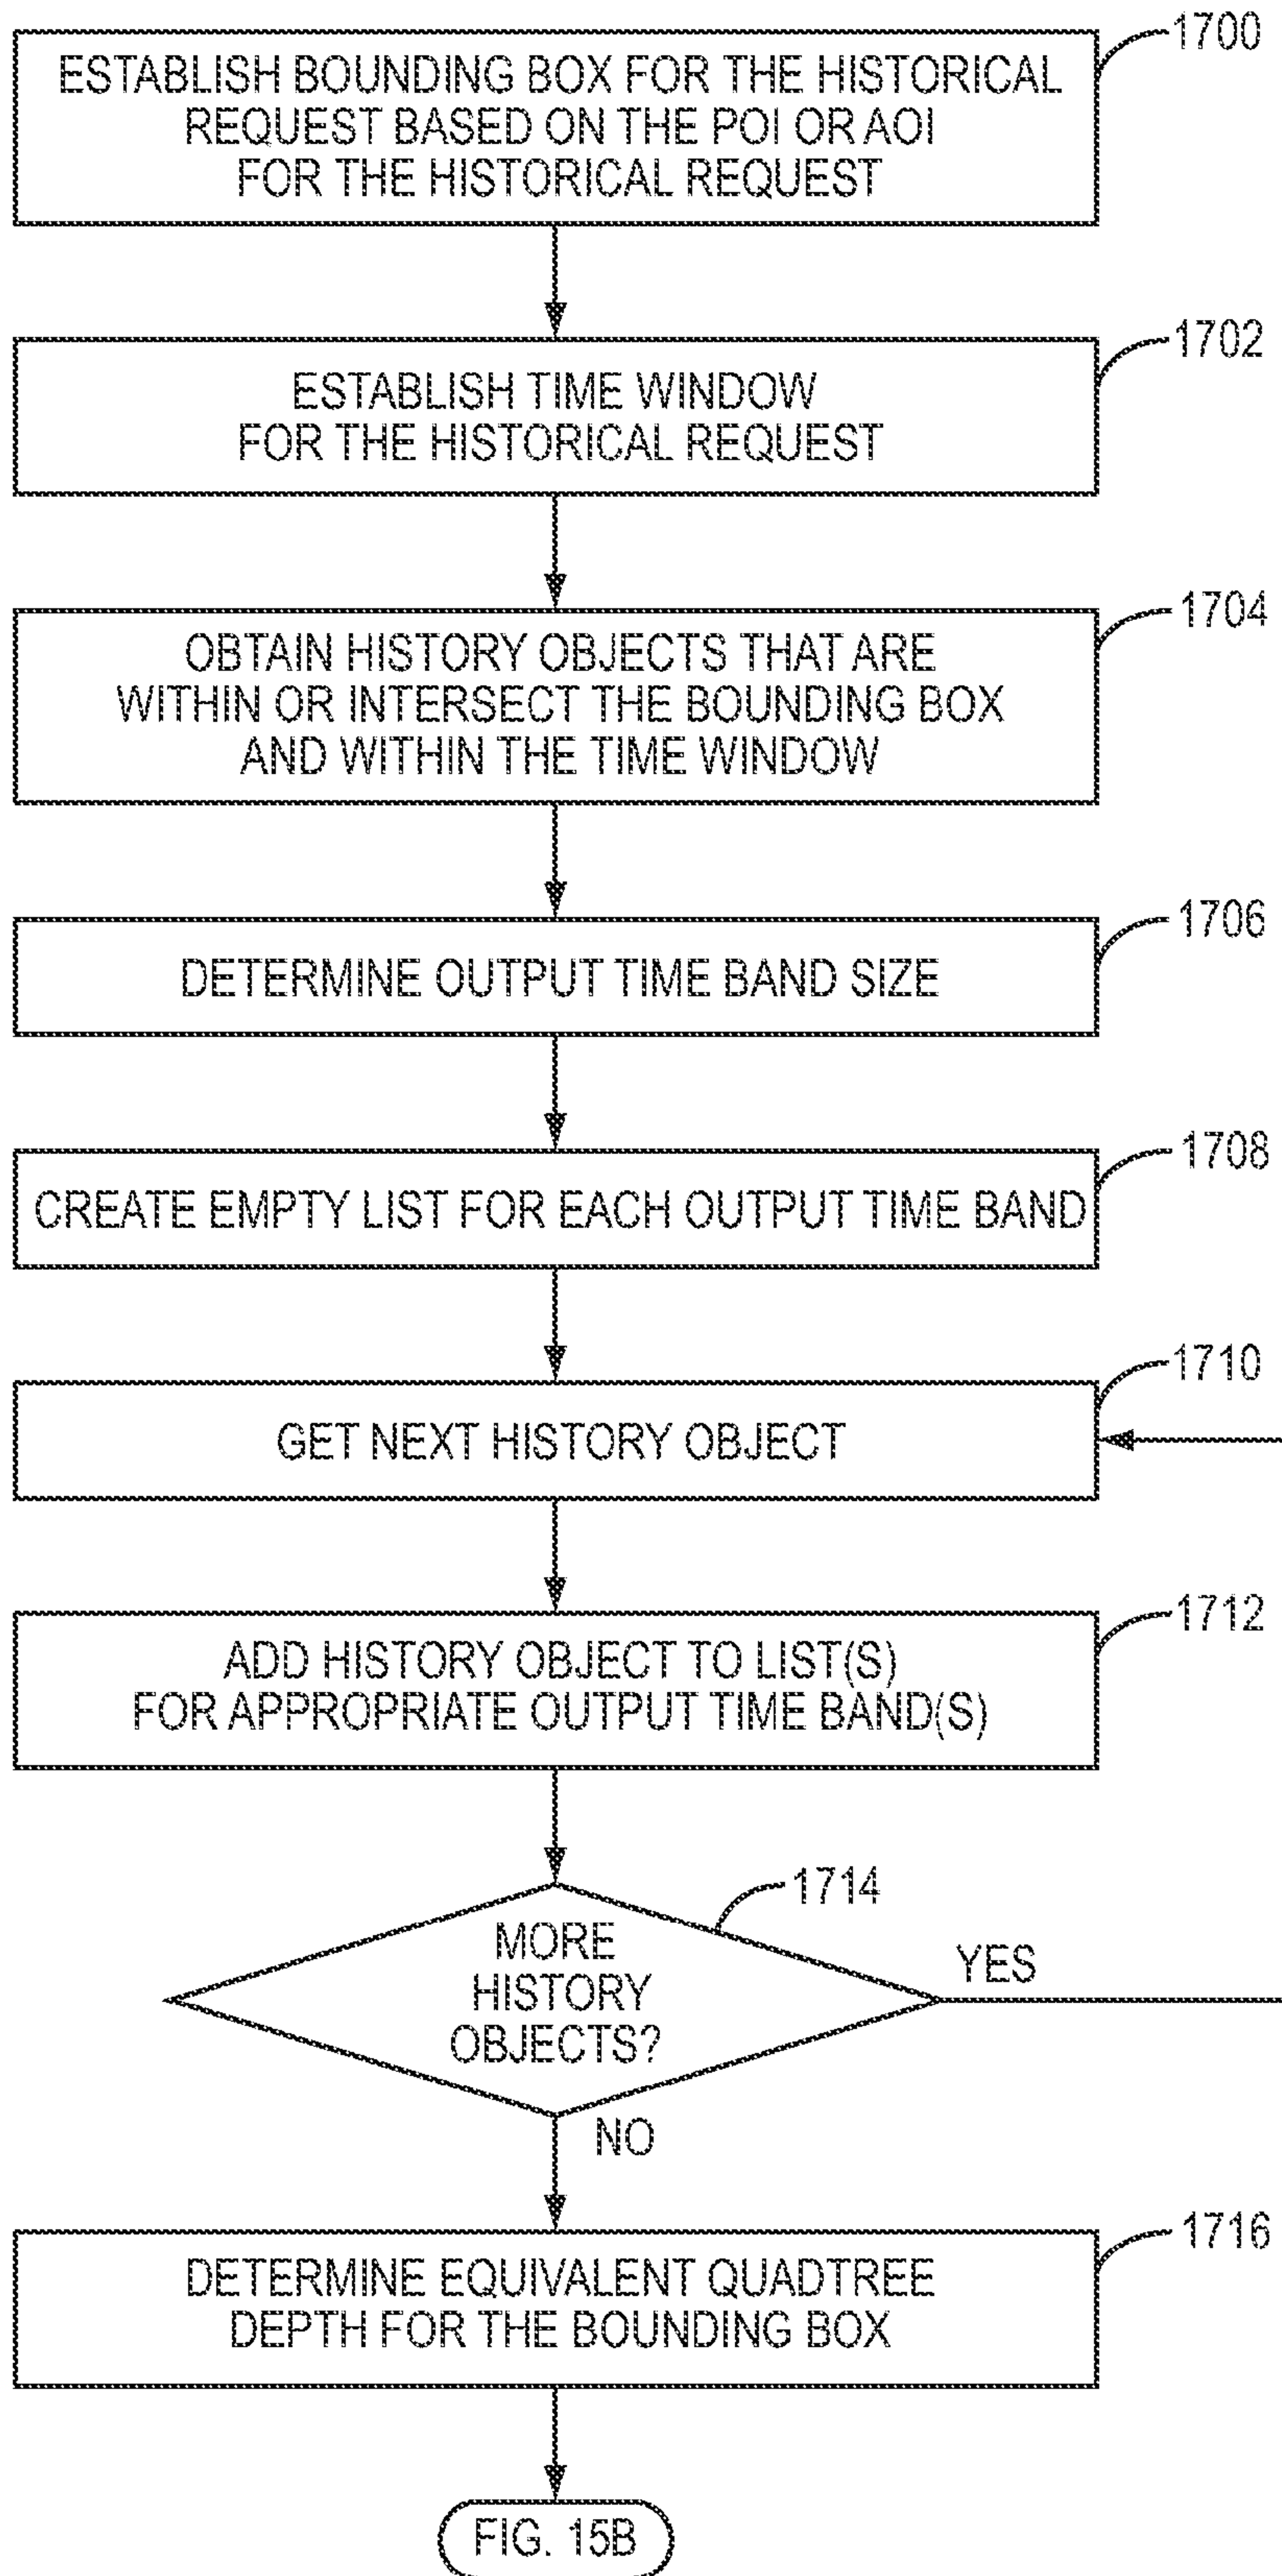 1700
ESTABLISH BOUNDING BOX FOR THE HISTORICAL
REQUEST BASED ON THE POI OR AOI
FOR THE HISTORICAL REQUEST
1702
ESTABLISH TIME WINDOW
FOR THE HISTORICAL REQUEST
1704
OBTAIN HISTORY OBJECTS THAT ARE
WITHIN OR INTERSECT THE BOUNDING BOX
AND WITHIN THE TIME WINDOW
1706
DETERMINE OUTPUT TIME BAND SIZE
1708
CREATE EMPTY LIST FOR EACH OUTPUT TIME BAND
1710
GET NEXT HISTORY OBJECT
1712
ADD HISTORY OBJECT TO LIST(S)
FOR APPROPRIATE OUTPUT TIME BAND(S)
1714
MORE
HISTORY
OBJECTS?
YES
NO
1716
DETERMINE EQUIVALENT QUADTREE
DEPTH FOR THE BOUNDING BOX
FIG. 15B